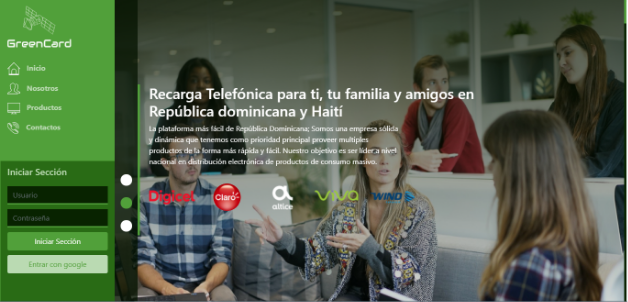 GreenCard
Inicio
Nosotros
Productos
Contactos
Iniciar Sección
Usuario
Contraseña
Iniciar Sección
Entrar con google
Recarga Telefónica para ti, tu familia y amigos en
República dominicana y Haití
La plataforma más fácil de República Dominicana; Somos una empresa sólida
y dinámica que tenemos como prioridad principal proveer multiples
productos de la forma más rápida y fácil. Nuestro objetivo es ser líder a nivel
nacional en distribución electrónica de productos de consumo masivo.
Digicel
Claro
altice
viva
WIND